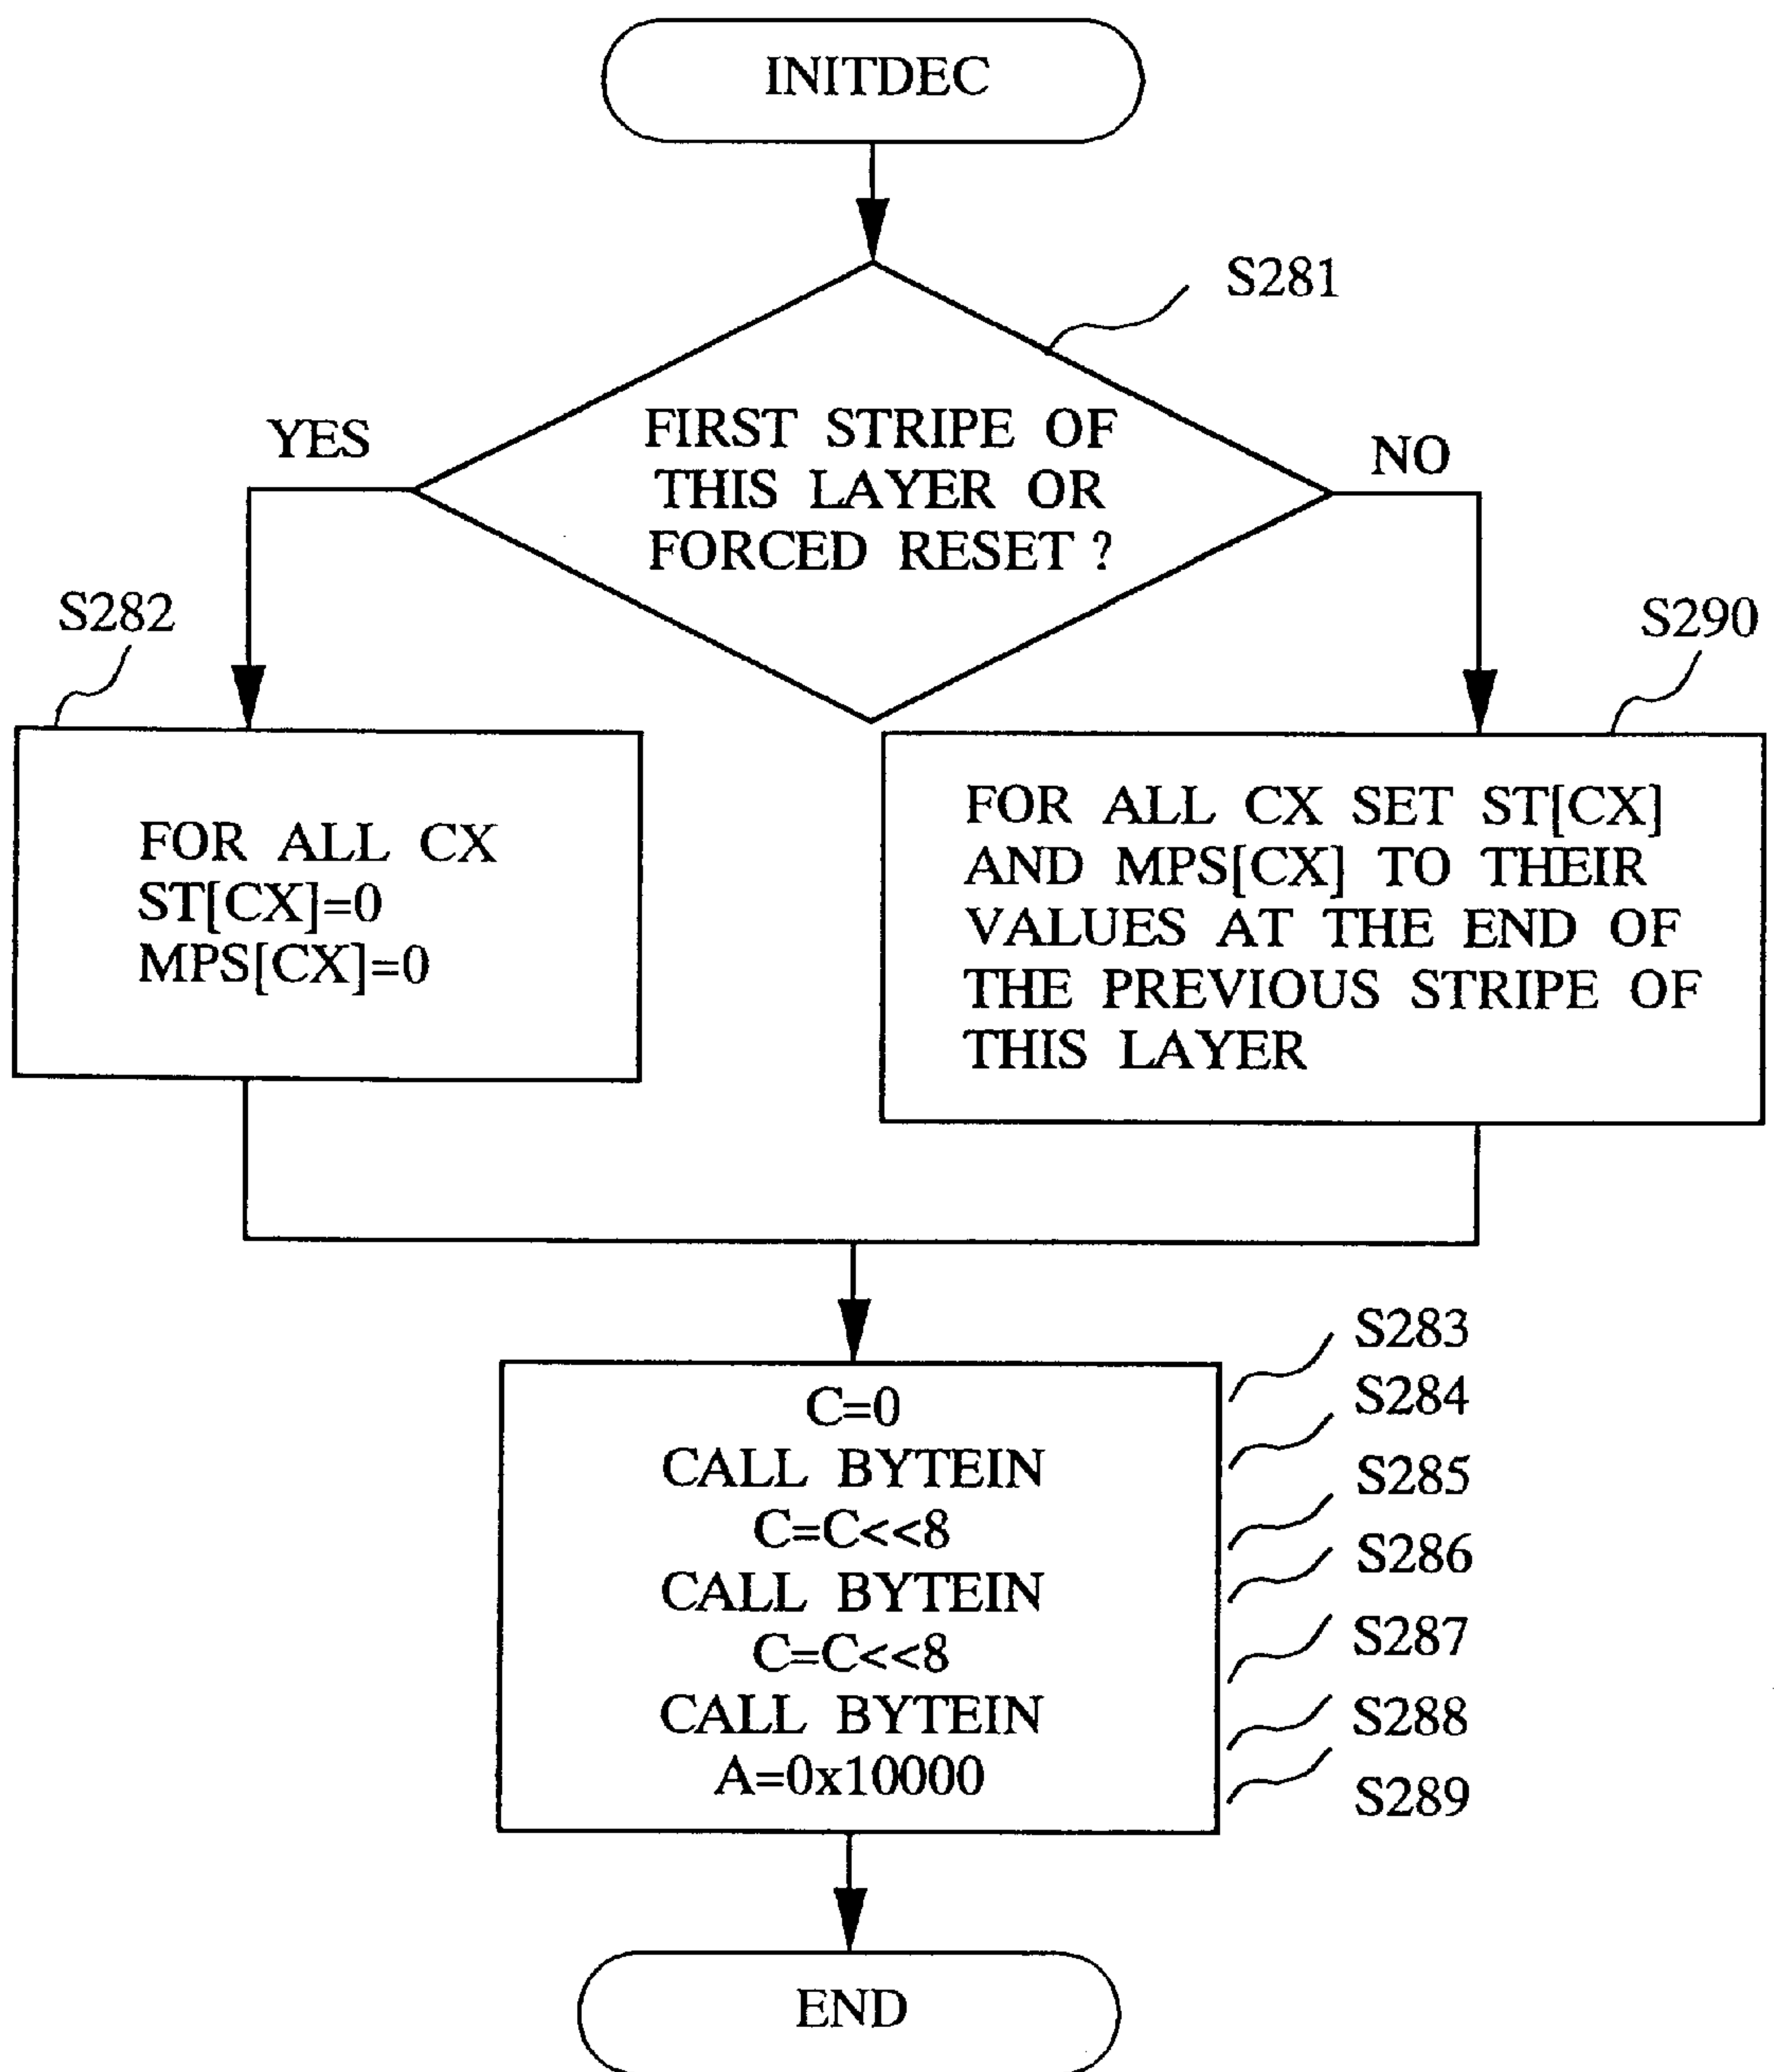 INITDEC
S281
FIRST STRIPE OF
THIS LAYER OR
FORCED RESET ?
YES
NO
S282
S290
FOR ALL CX
ST[CX]=0
MPS[CX]=0
FOR ALL CX SET ST[CX]
AND MPS[CX] TO THEIR
VALUES AT THE END OF
THE PREVIOUS STRIPE OF
THIS LAYER
C=0
S283
CALL BYTEIN
S284
C=C<<8
S285
CALL BYTEIN
S286
C=C<<8
S287
CALL BYTEIN
S288
A=0x10000
S289
END